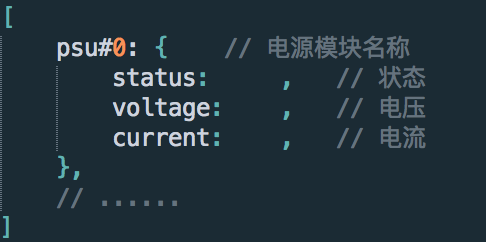 [
psu#0: { // 电源模块名称
status: , // 状态
voltage: , // 电压
current: , // 电流
},
// ......
]